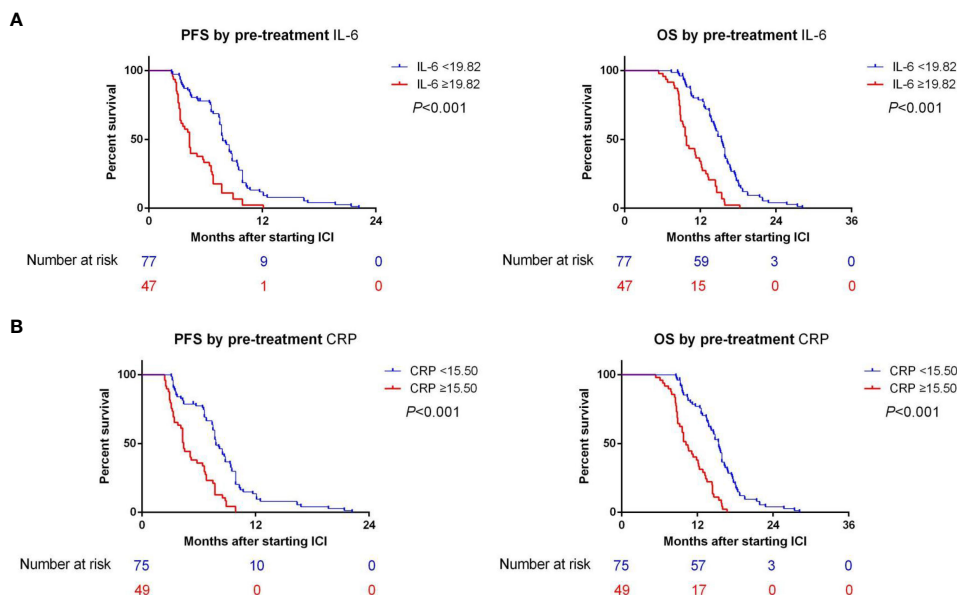 A
PFS by pre-treatment IL-6
IL-6 <19.82
IL-6 ≥19.82
P<0.001
Percent survival
100
50
0
0 12 24
Months after starting ICI
Number at risk 77 9 0
47 1 0
OS by pre-treatment IL-6
IL-6 <19.82
IL-6 ≥19.82
P<0.001
Percent survival
100
50
0
0 12 24 36
Months after starting ICI
Number at risk 77 59 3 0
47 15 0 0
B
PFS by pre-treatment CRP
CRP <15.50
CRP ≥15.50
P<0.001
Percent survival
100
50
0
0 12 24
Months after starting ICI
Number at risk 75 10 0
49 0 0
OS by pre-treatment CRP
CRP <15.50
CRP ≥15.50
P<0.001
Percent survival
100
50
0
0 12 24 36
Months after starting ICI
Number at risk 75 57 3 0
49 17 0 0